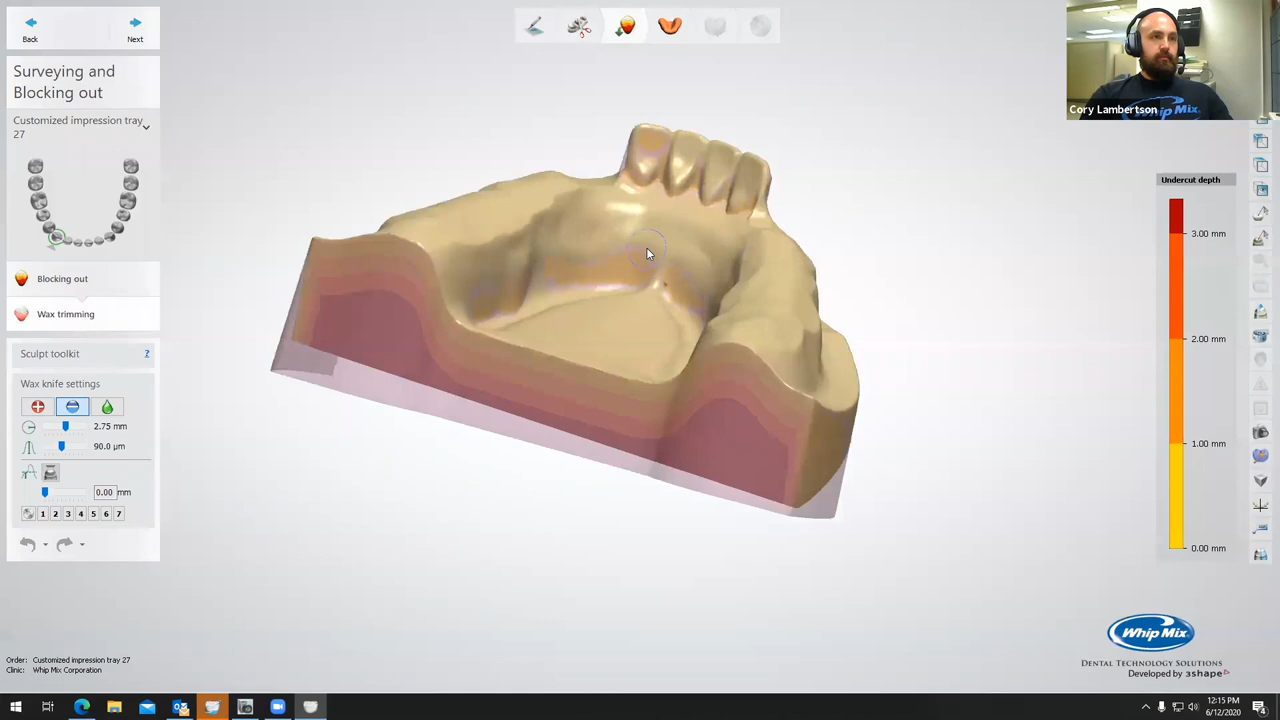 Back
Next
Surveying and
Blocking out
Customized impression tray
27
Blocking out
Wax trimming
Sculpt toolkit
?
Wax knife settings
2.75 mm
90.0 µm
0.00 mm
1 2 3 4 5 6 7
Order: Customized impression tray 27
Clinic: Whip Mix Corporation
Cory Lambertson
Whip Mix
Undercut depth
3.00 mm
2.00 mm
1.00 mm
0.00 mm
Whip Mix
DENTAL TECHNOLOGY SOLUTIONS
Developed by 3shape
12:15 PM
6/12/2020
4